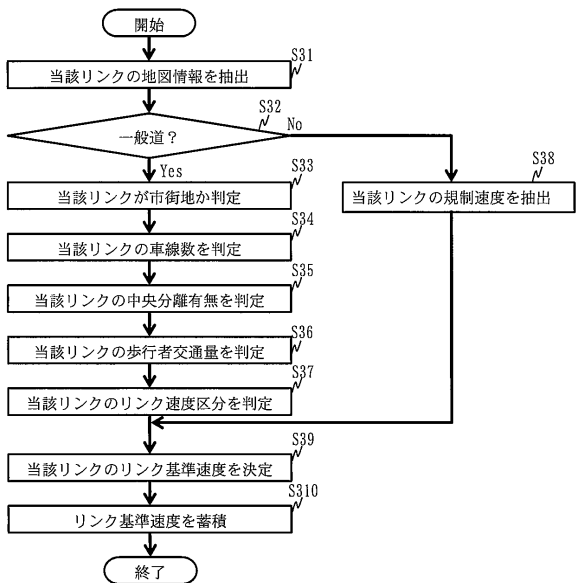 開始
S31
当該リンクの地図情報を抽出
S32
一般道？
No
Yes
S33
当該リンクが市街地か判定
S38
当該リンクの規制速度を抽出
S34
当該リンクの車線数を判定
S35
当該リンクの中央分離有無を判定
S36
当該リンクの歩行者交通量を判定
S37
当該リンクのリンク速度区分を判定
S39
当該リンクのリンク基準速度を決定
S310
リンク基準速度を蓄積
終了